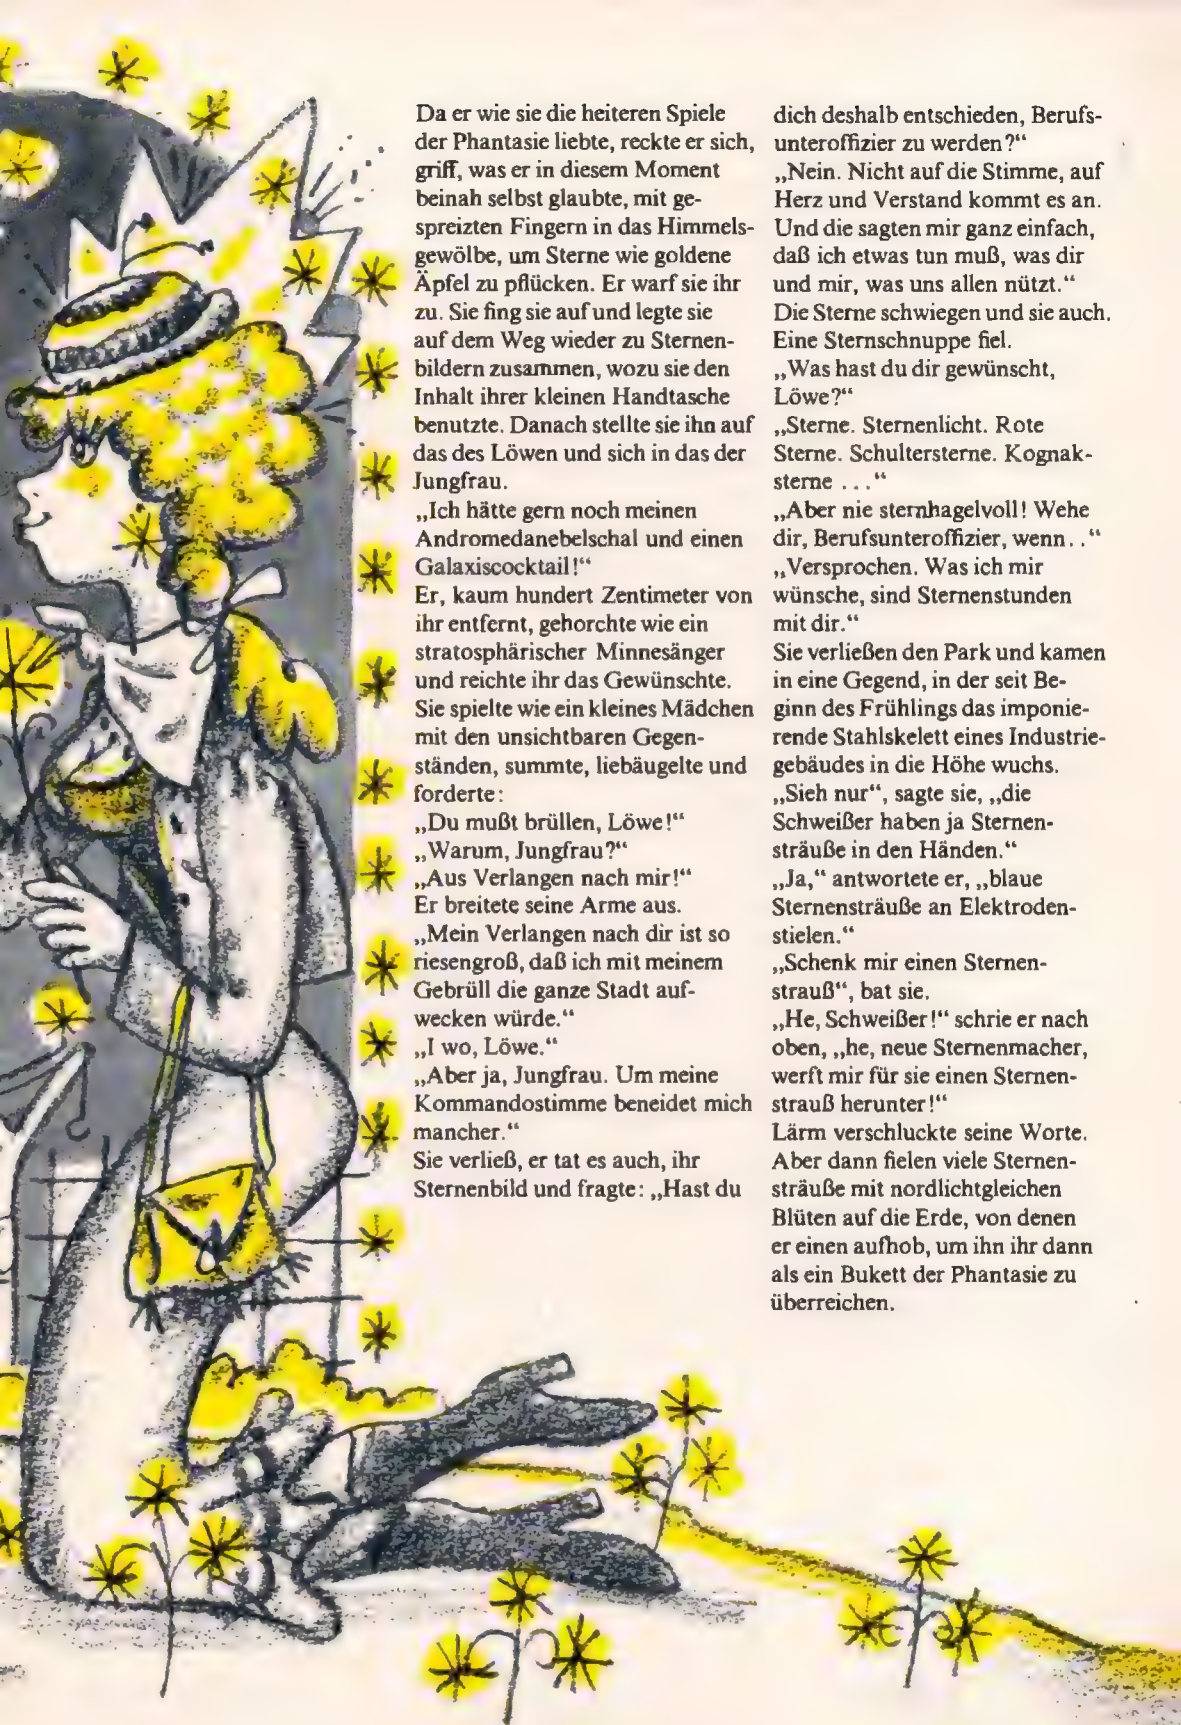 Da er wie sie die heiteren Spiele
der Phantasie liebte, reckte er sich,
griff, was er in diesem Moment
beinah selbst glaubte, mit ge-
spreizten Fingern in das Himmels-
gewölbe, um Sterne wie goldene
Äpfel zu pflücken. Er warf sie ihr
zu. Sie fing sie auf und legte sie
auf dem Weg wieder zu Sternen-
bildern zusammen, wozu sie den
Inhalt ihrer kleinen Handtasche
benutzte. Danach stellte sie ihn auf
das des Löwen und sich in das der
Jungfrau.
„Ich hätte gern noch meinen
Andromedanebelschal und einen
Galaxiscocktail!“
Er, kaum hundert Zentimeter von
ihr entfernt, gehorchte wie ein
stratosphärischer Minnesänger
und reichte ihr das Gewünschte.
Sie spielte wie ein kleines Mädchen
mit den unsichtbaren Gegen-
ständen, summte, liebäugelte und
forderte:
„Du mußt brüllen, Löwe!“
„Warum, Jungfrau?“
„Aus Verlangen nach mir!“
Er breitete seine Arme aus.
„Mein Verlangen nach dir ist so
riesengroß, daß ich mit meinem
Gebrüll die ganze Stadt auf-
wecken würde.“
„I wo, Löwe.“
„Aber ja, Jungfrau. Um meine
Kommandostimme beneidet mich
mancher.“
Sie verließ, er tat es auch, ihr
Sternenbild und fragte: „Hast du
dich deshalb entschieden, Berufs-
unteroffizier zu werden?“
„Nein. Nicht auf die Stimme, auf
Herz und Verstand kommt es an.
Und die sagten mir ganz einfach,
daß ich etwas tun muß, was dir
und mir, was uns allen nützt.“
Die Sterne schwiegen und sie auch.
Eine Sternschnuppe fiel.
„Was hast du dir gewünscht,
Löwe?“
„Sterne. Sternenlicht. Rote
Sterne. Schultersterne. Kognak-
sterne ...“
„Aber nie sternhagelvoll! Wehe
dir, Berufsunteroffizier, wenn..“
„Versprochen. Was ich mir
wünsche, sind Sternenstunden
mit dir.“
Sie verließen den Park und kamen
in eine Gegend, in der seit Be-
ginn des Frühlings das imponie-
rende Stahlskelett eines Industrie-
gebäudes in die Höhe wuchs.
„Sieh nur“, sagte sie, „die
Schweißer haben ja Sternen-
sträuße in den Händen.“
„Ja,“ antwortete er, „blaue
Sternensträuße an Elektroden-
stielen.“
„Schenk mir einen Sternen-
strauß“, bat sie.
„He, Schweißer!“ schrie er nach
oben, „he, neue Sternenmacher,
werft mir für sie einen Sternen-
strauß herunter!“
Lärm verschluckte seine Worte.
Aber dann fielen viele Sternen-
sträuße mit nordlichtgleichen
Blüten auf die Erde, von denen
er einen aufhob, um ihn ihr dann
als ein Bukett der Phantasie zu
überreichen.